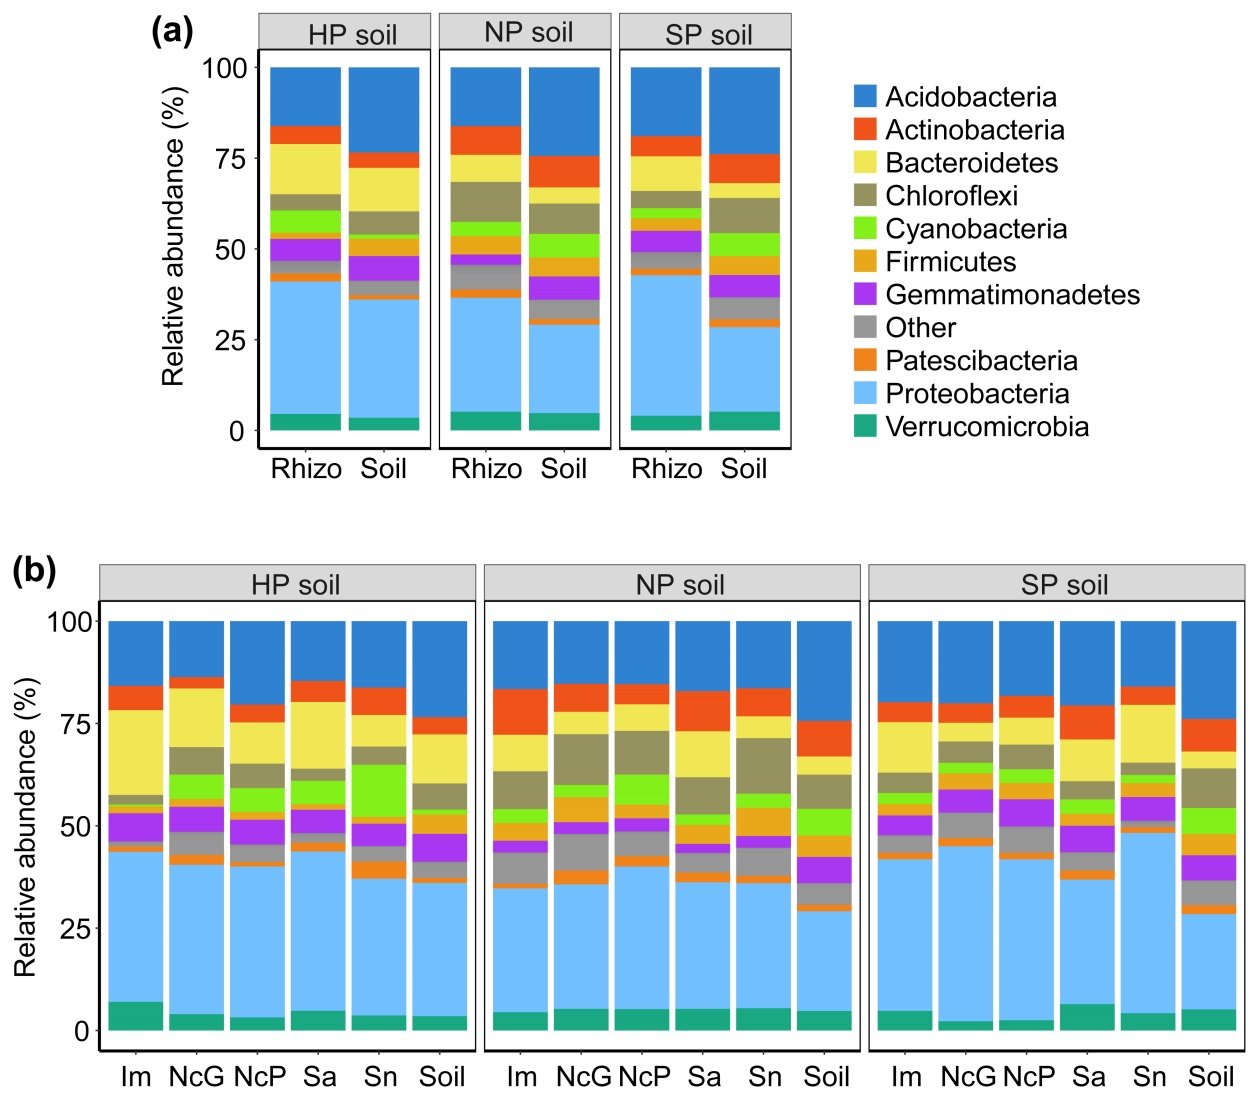 (a)
HP soil NP soil SP soil
Relative abundance (%)
100
75
50
25
0
Rhizo Soil Rhizo Soil Rhizo Soil
Acidobacteria
Actinobacteria
Bacteroidetes
Chloroflexi
Cyanobacteria
Firmicutes
Gemmatimonadetes
Other
Patescibacteria
Proteobacteria
Verrucomicrobia
(b)
HP soil NP soil SP soil
Relative abundance (%)
100
75
50
25
0
Im NcG NcP Sa Sn Soil Im NcG NcP Sa Sn Soil Im NcG NcP Sa Sn Soil